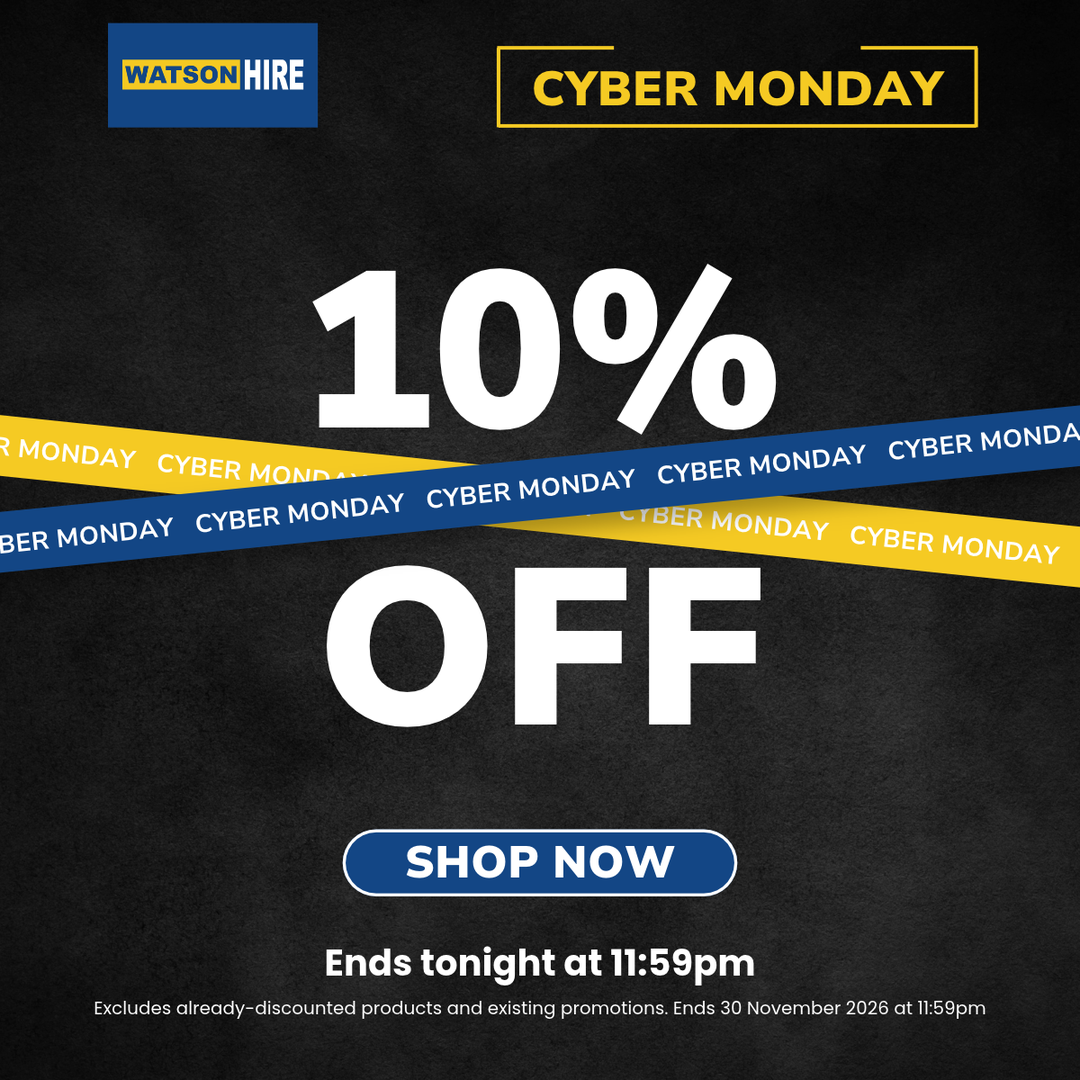 WATSON HIRE
CYBER MONDAY
10%
R MONDAY CYBER MONDAY
BER MONDAY CYBER MONDAY CYBER MONDAY CYBER MONDAY CYBER MONDA
CYBER MONDAY CYBER MONDAY
OFF
SHOP NOW
Ends tonight at 11:59pm
Excludes already-discounted products and existing promotions. Ends 30 November 2026 at 11:59pm